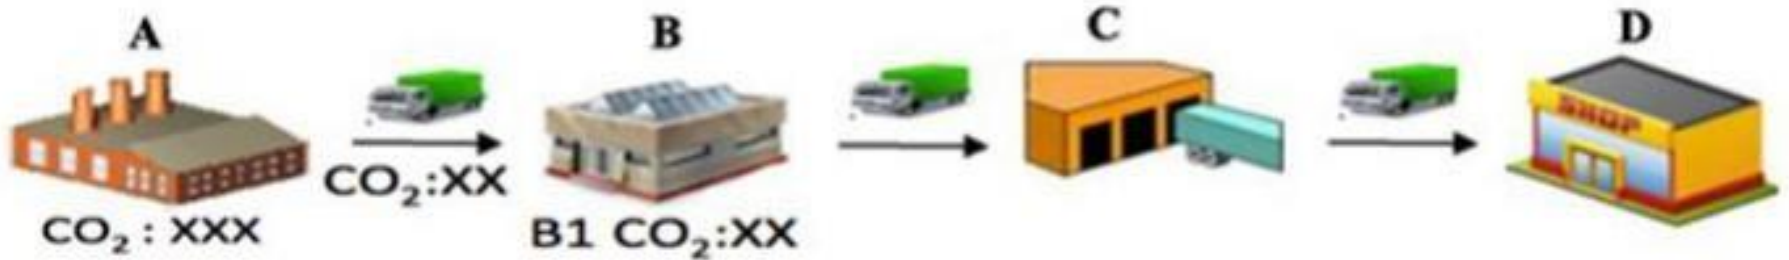 A
B
C
D
SHOP
CO₂:XX
CO₂ : XXX
B1 CO₂:XX